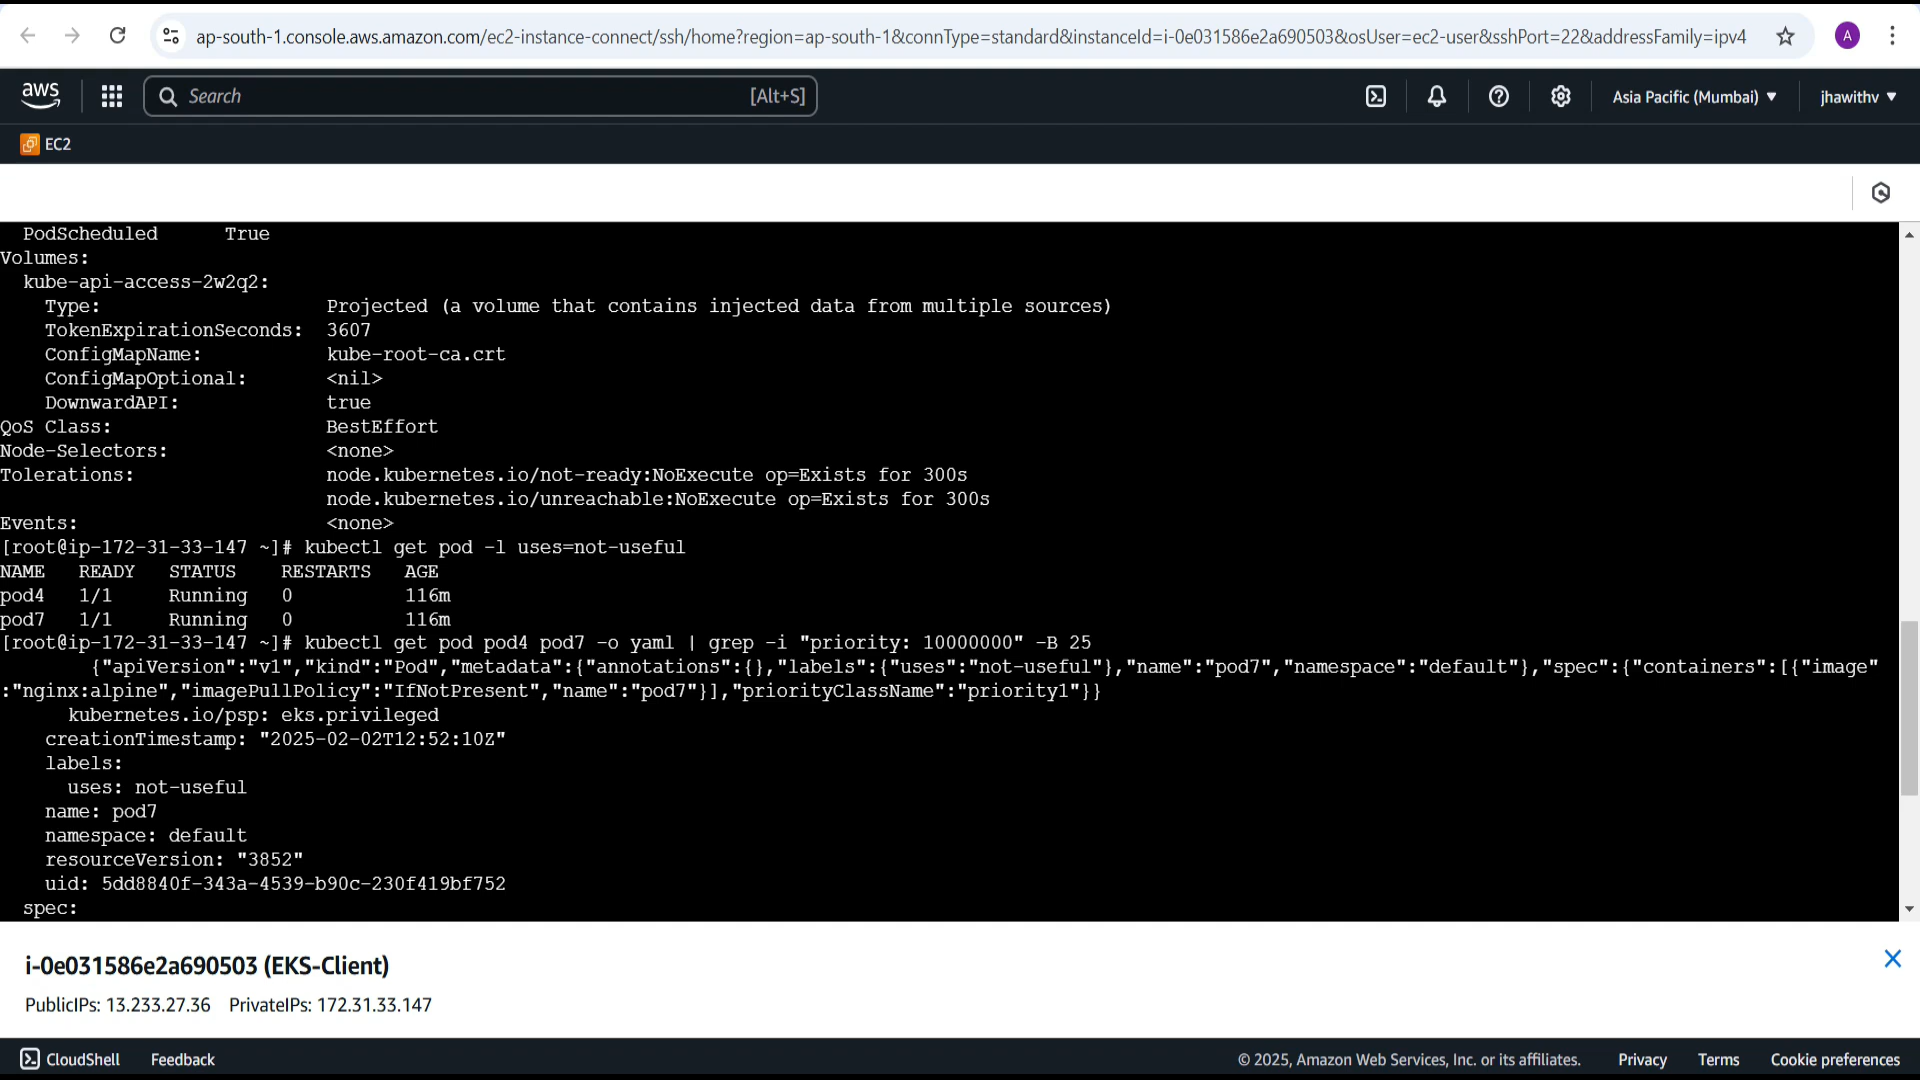 ap-south-1.console.aws.amazon.com/ec2-instance-connect/ssh/home?region=ap-south-1&connType=standard&instanceId=i-0e031586e2a690503&osUser=ec2-user&sshPort=22&addressFamily=ipv4
A
aws
Search
[Alt+S]
Asia Pacific (Mumbai)
jhawithv
EC2
PodScheduled True
Volumes:
kube-api-access-2w2q2:
Type: Projected (a volume that contains injected data from multiple sources)
TokenExpirationSeconds: 3607
ConfigMapName: kube-root-ca.crt
ConfigMapOptional: <nil>
DownwardAPI: true
QoS Class: BestEffort
Node-Selectors: <none>
Tolerations: node.kubernetes.io/not-ready:NoExecute op=Exists for 300s
node.kubernetes.io/unreachable:NoExecute op=Exists for 300s
Events: <none>
[root@ip-172-31-33-147 ~]# kubectl get pod -l uses=not-useful
NAME READY STATUS RESTARTS AGE
pod4 1/1 Running 0 116m
pod7 1/1 Running 0 116m
[root@ip-172-31-33-147 ~]# kubectl get pod pod4 pod7 -o yaml | grep -i "priority: 10000000" -B 25
{"apiVersion":"v1","kind":"Pod","metadata":{"annotations":{},"labels":{"uses":"not-useful"},"name":"pod7","namespace":"default"},"spec":{"containers":[{"image"
:"nginx:alpine","imagePullPolicy":"IfNotPresent","name":"pod7"}],"priorityClassName":"priority1"}}
kubernetes.io/psp: eks.privileged
creationTimestamp: "2025-02-02T12:52:10Z"
labels:
uses: not-useful
name: pod7
namespace: default
resourceVersion: "3852"
uid: 5dd8840f-343a-4539-b90c-230f419bf752
spec:
i-0e031586e2a690503 (EKS-Client)
PublicIPs: 13.233.27.36 PrivateIPs: 172.31.33.147
CloudShell
Feedback
© 2025, Amazon Web Services, Inc. or its affiliates.
Privacy
Terms
Cookie preferences